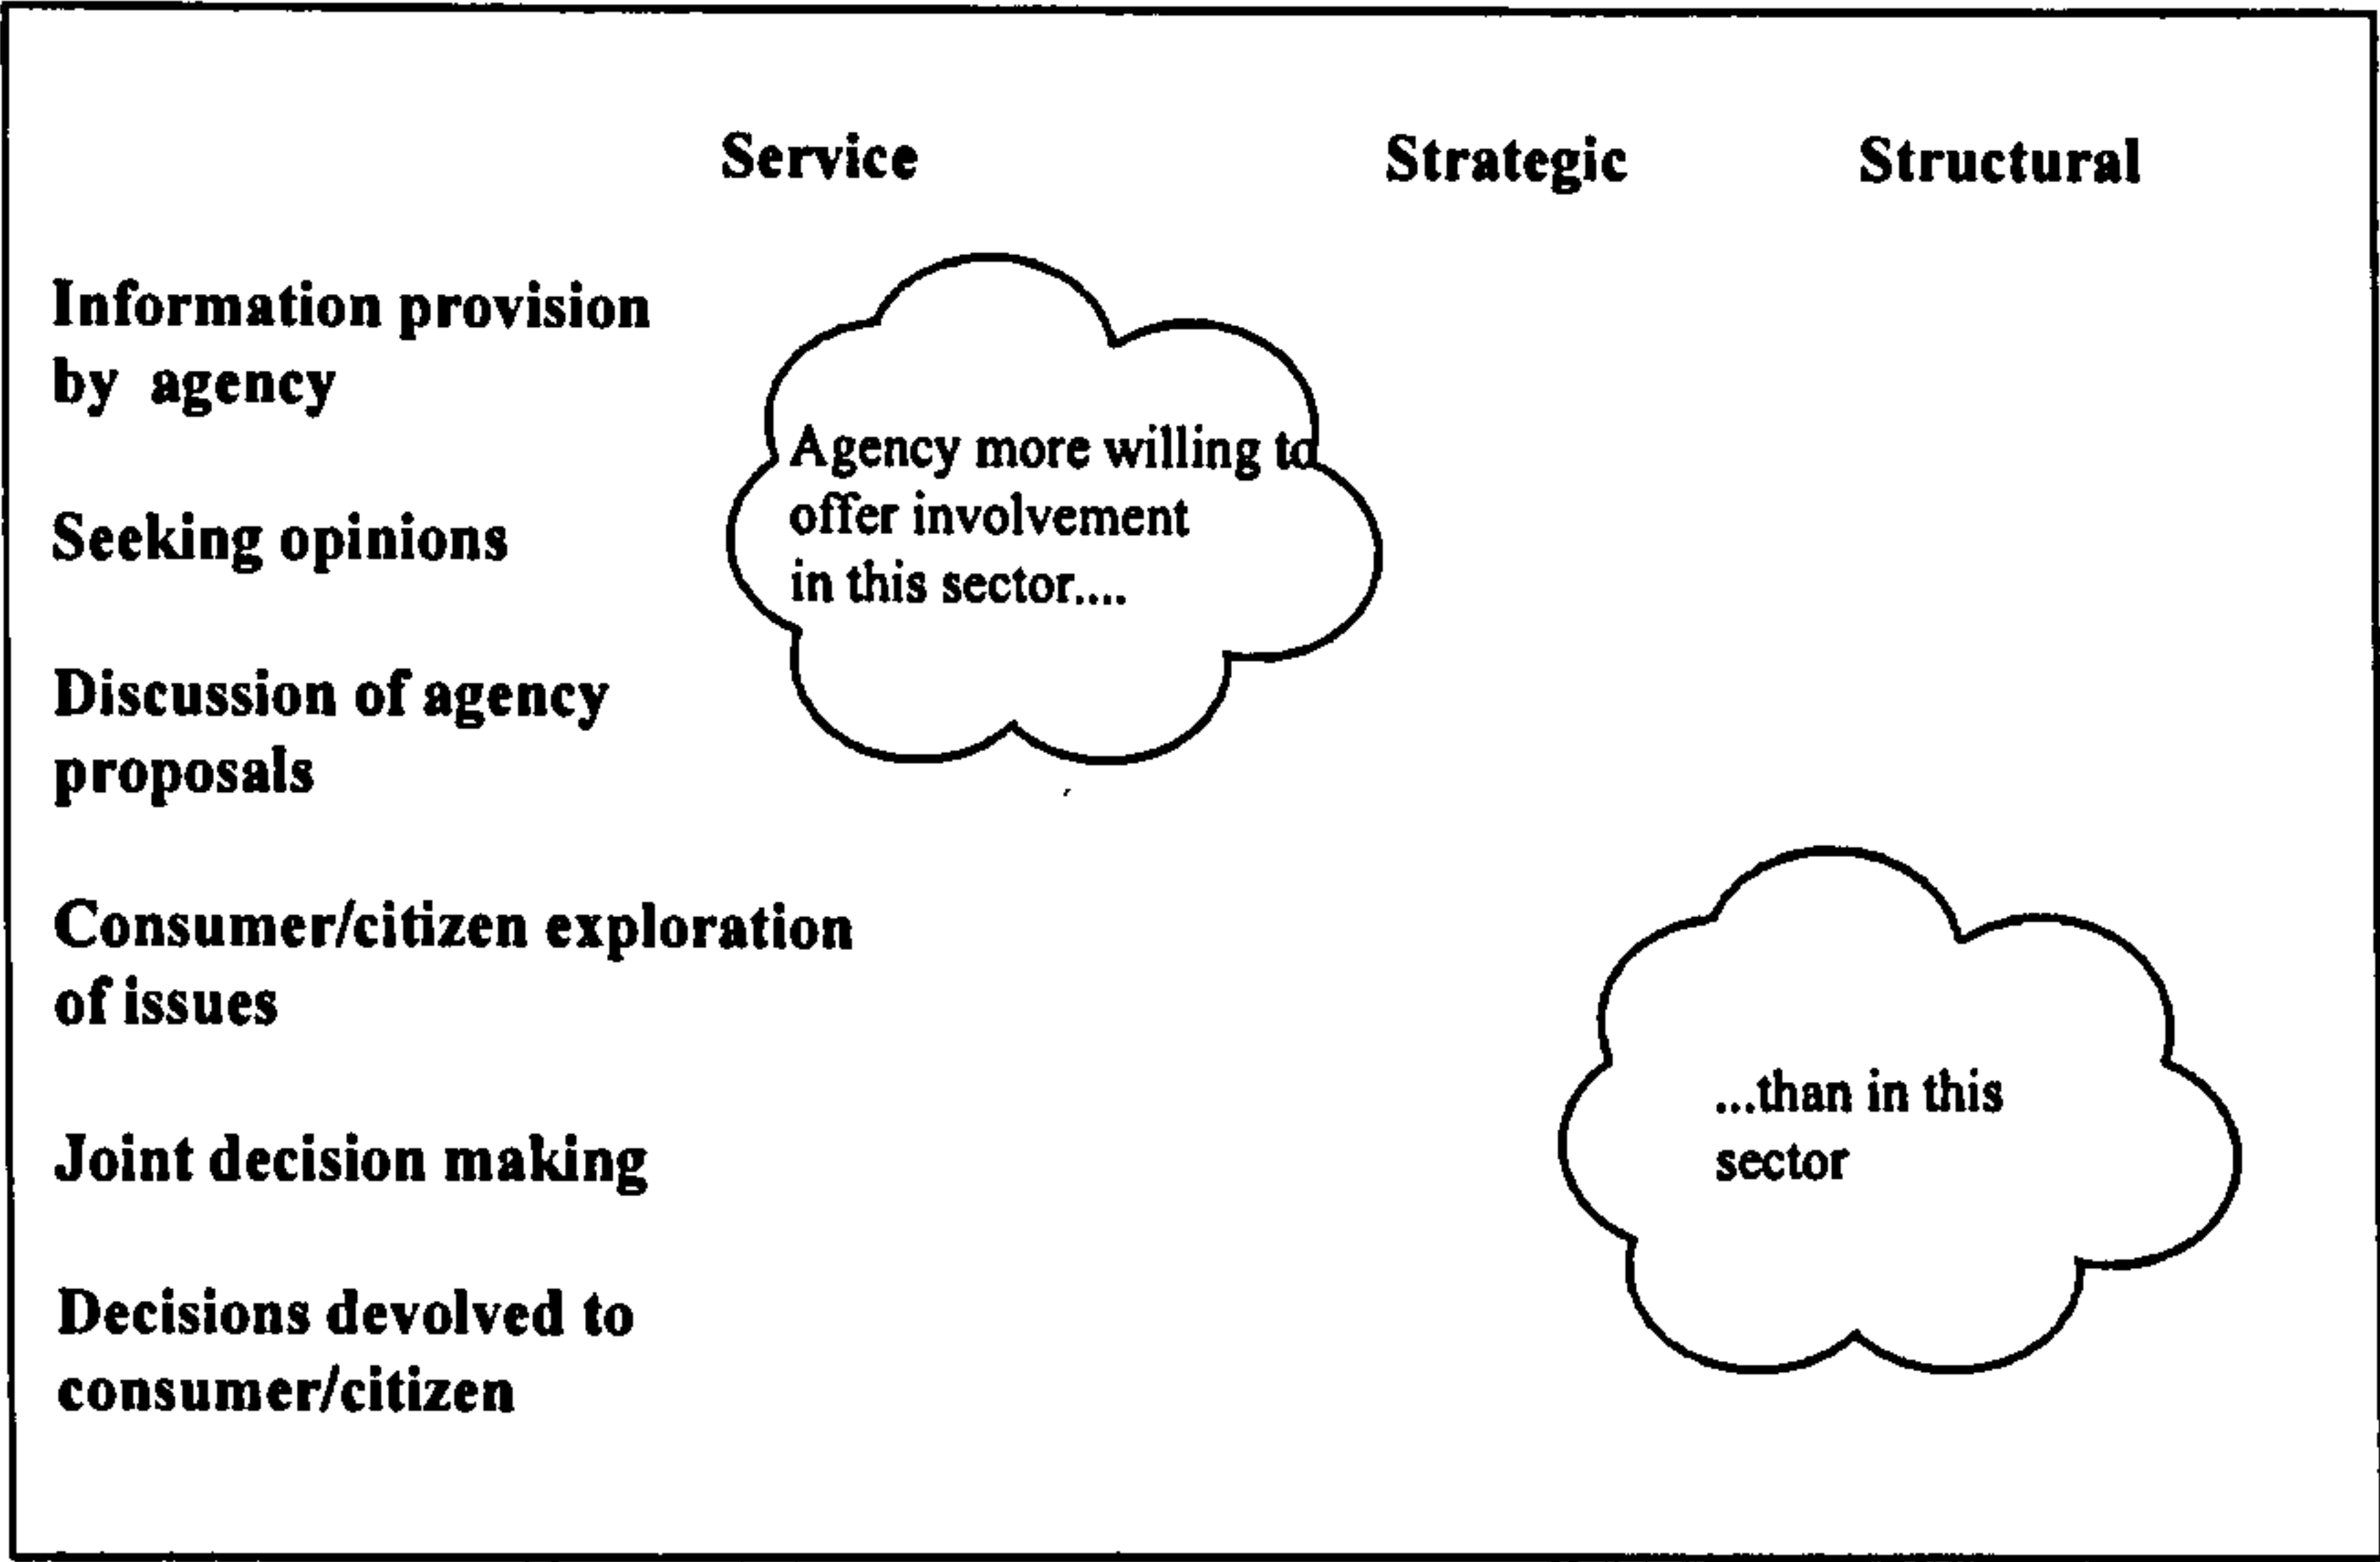 Service Strategic Structural
Information provision
by agency
Agency more willing to
offer involvement
in this sector....
Seeking opinions
Discussion of agency
proposals
Consumer/citizen exploration
of issues
...than in this
sector
Joint decision making
Decisions devolved to
consumer/citizen